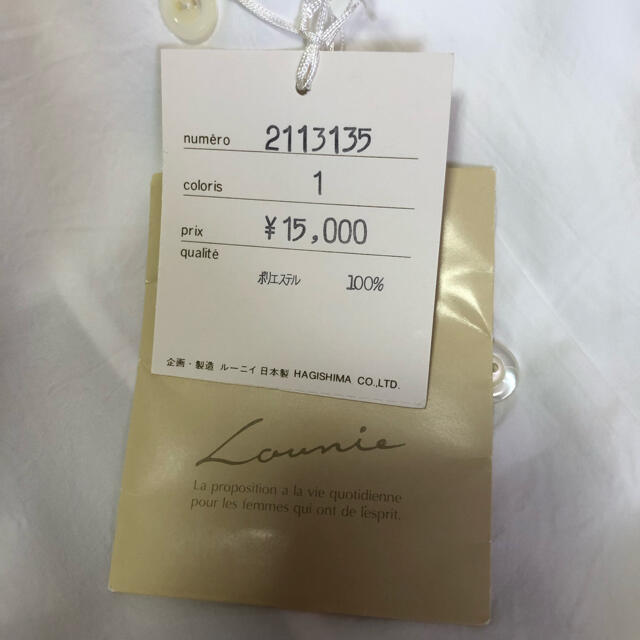 numéro 2113135
coloris 1
prix ¥15,000
qualité
ポリエステル 100%
企画・製造 ルーニイ 日本製 HAGISHIMA CO.,LTD.
Lounie
La proposition a la vie quotidienne
pour les femmes qui ont de l'esprit.